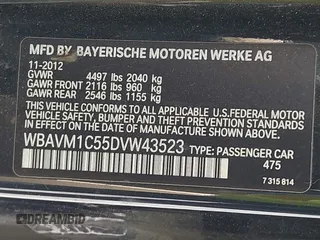 MFD BY BAYERISCHE MOTOREN WERKE AG
11-2012
GVWR 4497 lbs 2040 kg
GAWR FRONT 2116 lbs 960 kg
GAWR REAR 2546 lbs 1155 kg
THIS VEHICLE CONFORMS TO ALL
APPLICABLE U.S.FEDERAL MOTOR
VEHICLE SAFETY, BUMPER, AND THEFT
PREVENTION STANDARDS IN EFFECT ON
THE DATE OF MANUFACTURE SHOWN ABOVE.
WBAVM1C55DVW43523 TYPE: PASSENGER CAR
475
7 315 814
DREAMBID